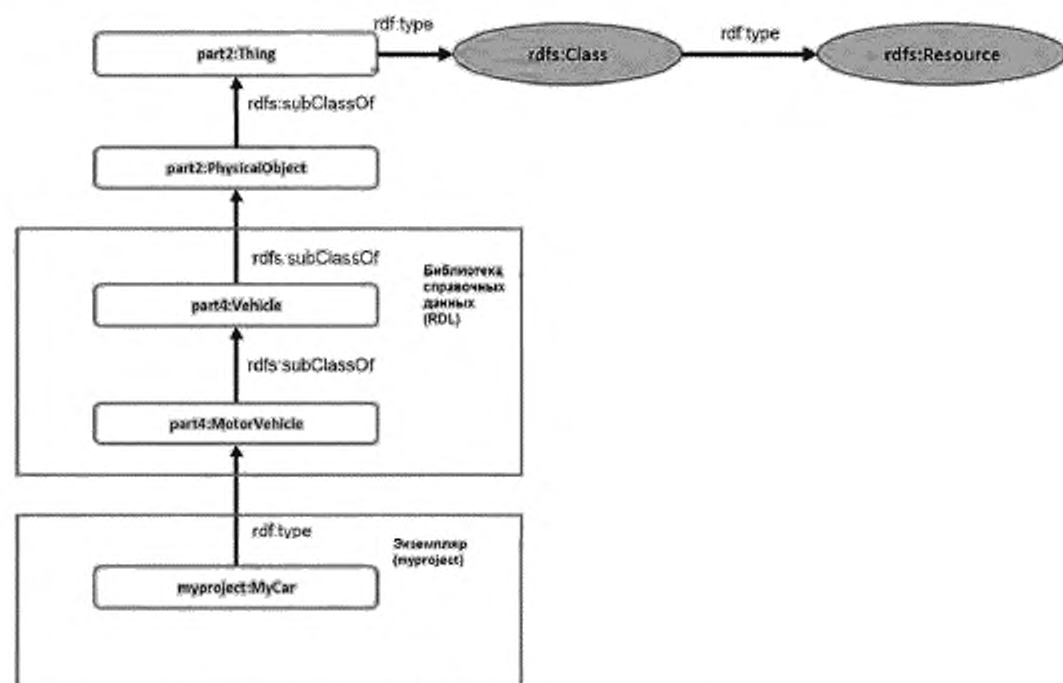 rdf:type
part2:Thing
rdfs:Class
rdf:type
rdfs:Resource
rdfs:subClassOf
part2:PhysicalObject
rdfs:subClassOf
Библиотека
справочных
данных
(RDL)
part4:Vehicle
rdfs:subClassOf
part4:MotorVehicle
rdf:type
Экземпляр
(myproject)
myproject:MyCar